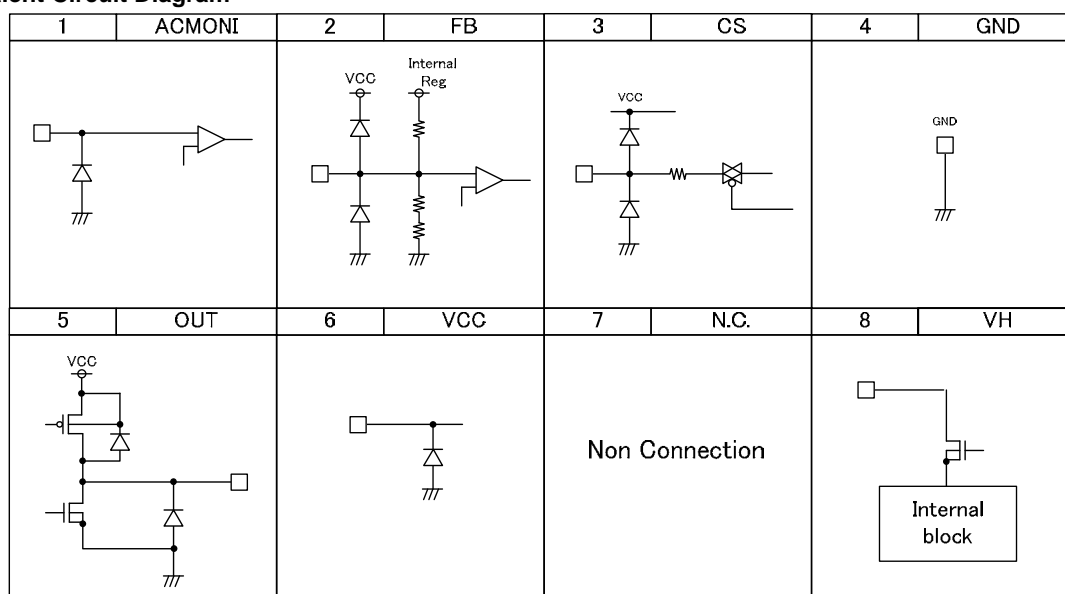 1 ACMONI 2 FB 3 CS 4 GND
VCC
Internal
Reg
VCC
GND
5 OUT 6 VCC 7 N.C. 8 VH
VCC
Non Connection
Internal
block